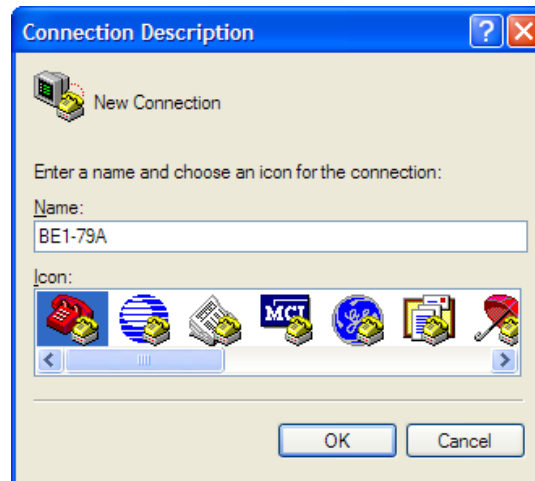 Connection Description
New Connection
Enter a name and choose an icon for the connection:
Name:
BE1-79A
Icon:
MCI
OK Cancel